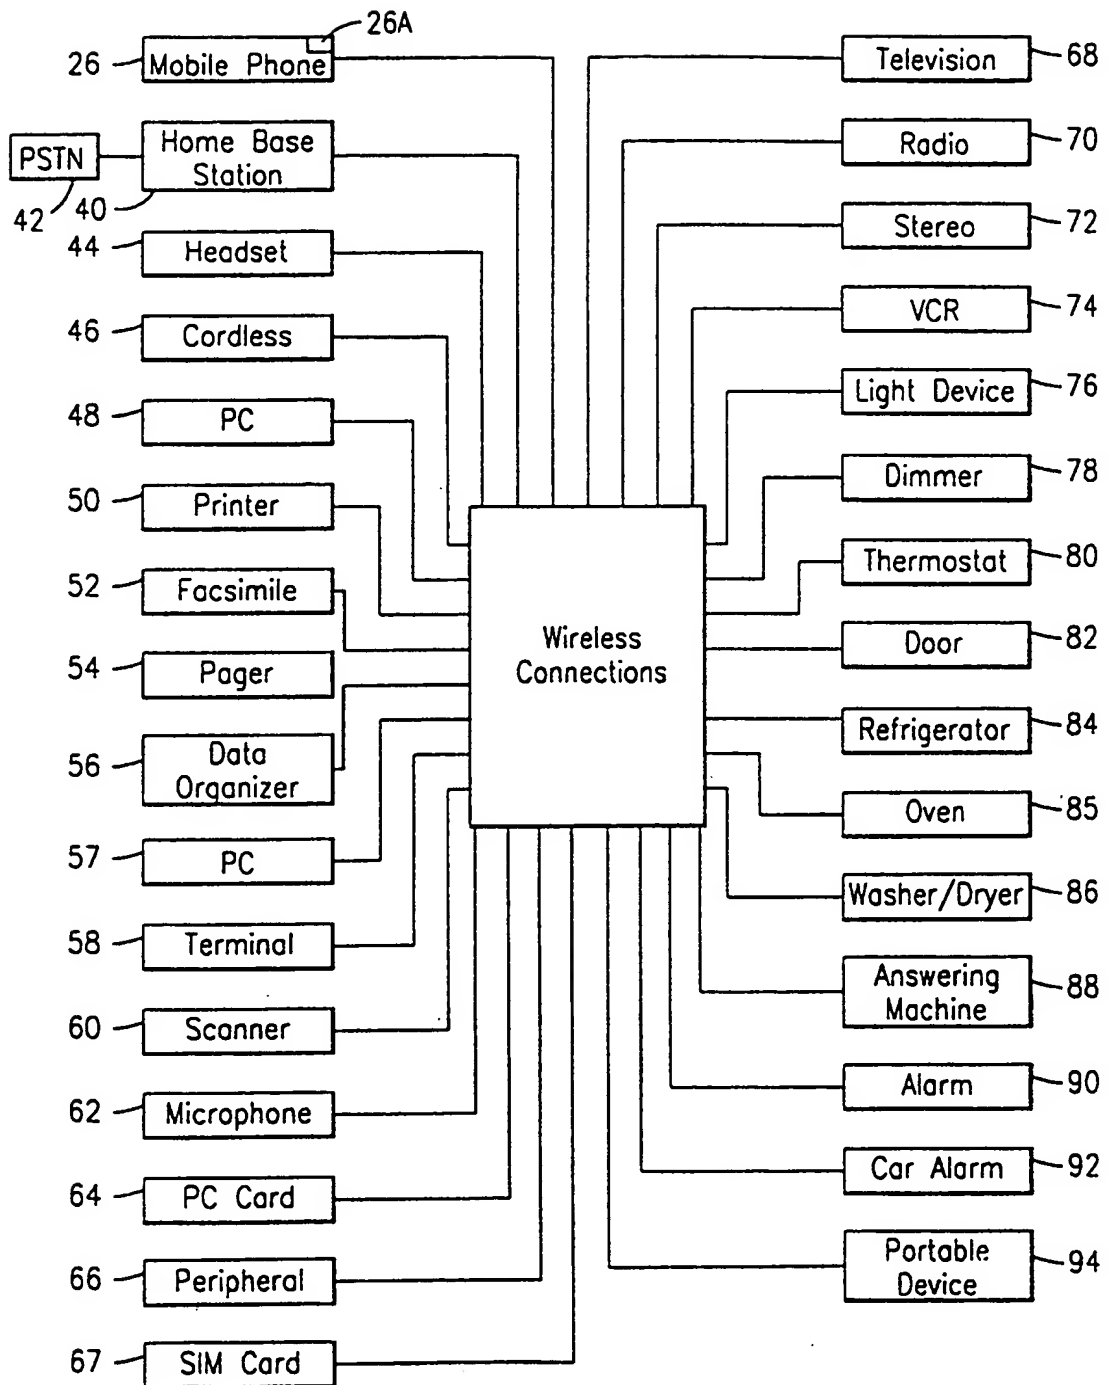 26A
26
Mobile Phone
PSTN
42
Home Base
Station
40
44
Headset
46
Cordless
48
PC
50
Printer
52
Facsimile
54
Pager
56
Data
Organizer
57
PC
58
Terminal
60
Scanner
62
Microphone
64
PC Card
66
Peripheral
67
SIM Card
Wireless
Connections
Television
68
Radio
70
Stereo
72
VCR
74
Light Device
76
Dimmer
78
Thermostat
80
Door
82
Refrigerator
84
Oven
85
Washer/Dryer
86
Answering
Machine
88
Alarm
90
Car Alarm
92
Portable
Device
94